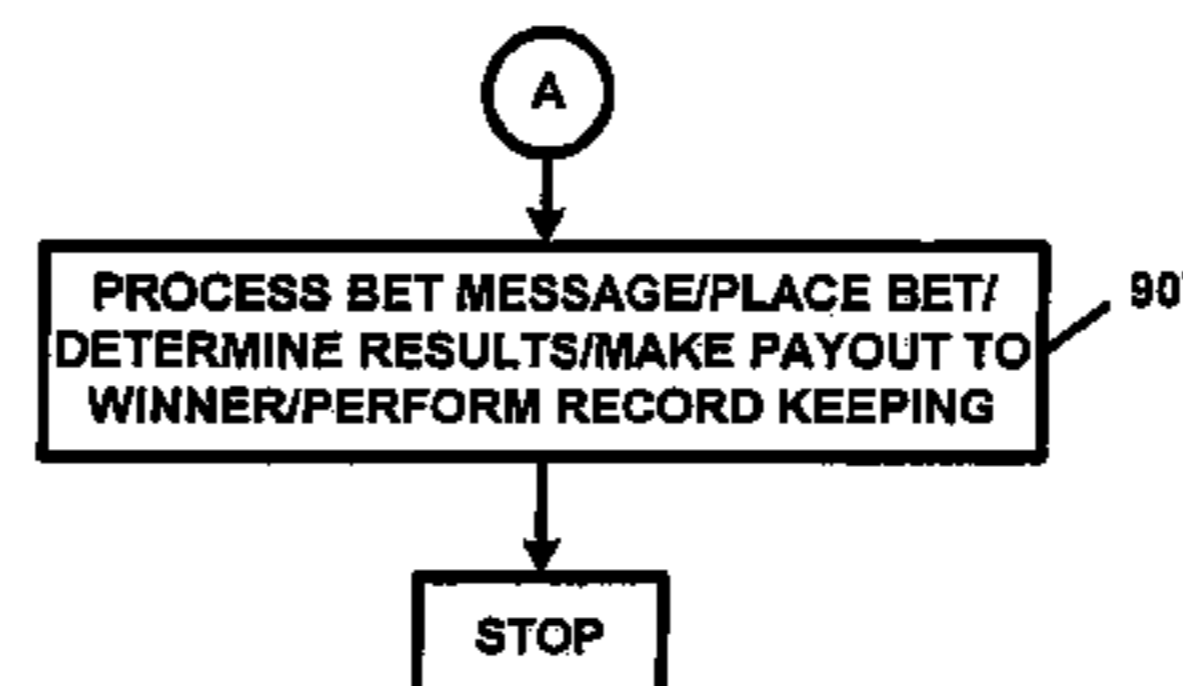 A
PROCESS BET MESSAGE/PLACE BET/
DETERMINE RESULTS/MAKE PAYOUT TO
WINNER/PERFORM RECORD KEEPING
STOP